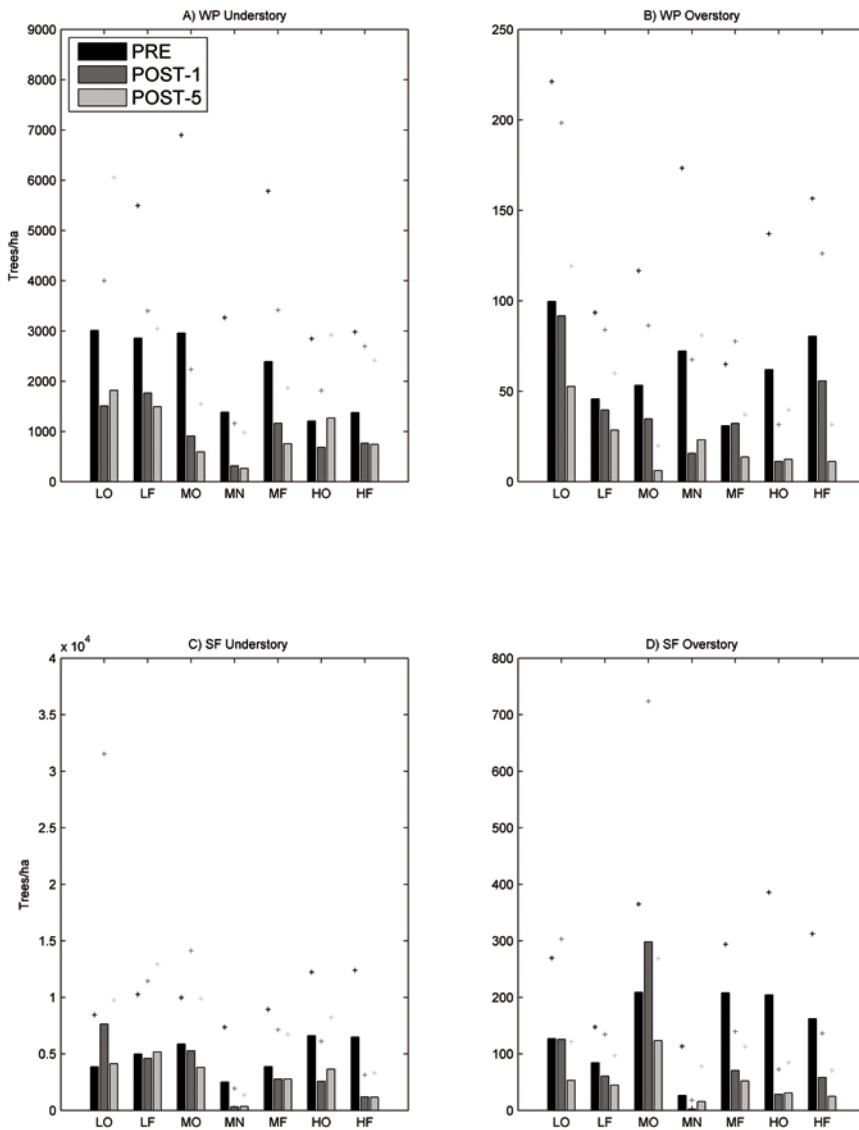 A) WP Understory
9000
8000
7000
6000
5000
4000
3000
2000
1000
0
Trees/ha
PRE
POST-1
POST-5
LO LF MO MN MF HO HF
B) WP Overstory
250
200
150
100
50
0
LO LF MO MN MF HO HF
C) SF Understory
x 10^4
4
3.5
3
2.5
2
1.5
1
0.5
0
Trees/ha
LO LF MO MN MF HO HF
D) SF Overstory
800
700
600
500
400
300
200
100
0
LO LF MO MN MF HO HF